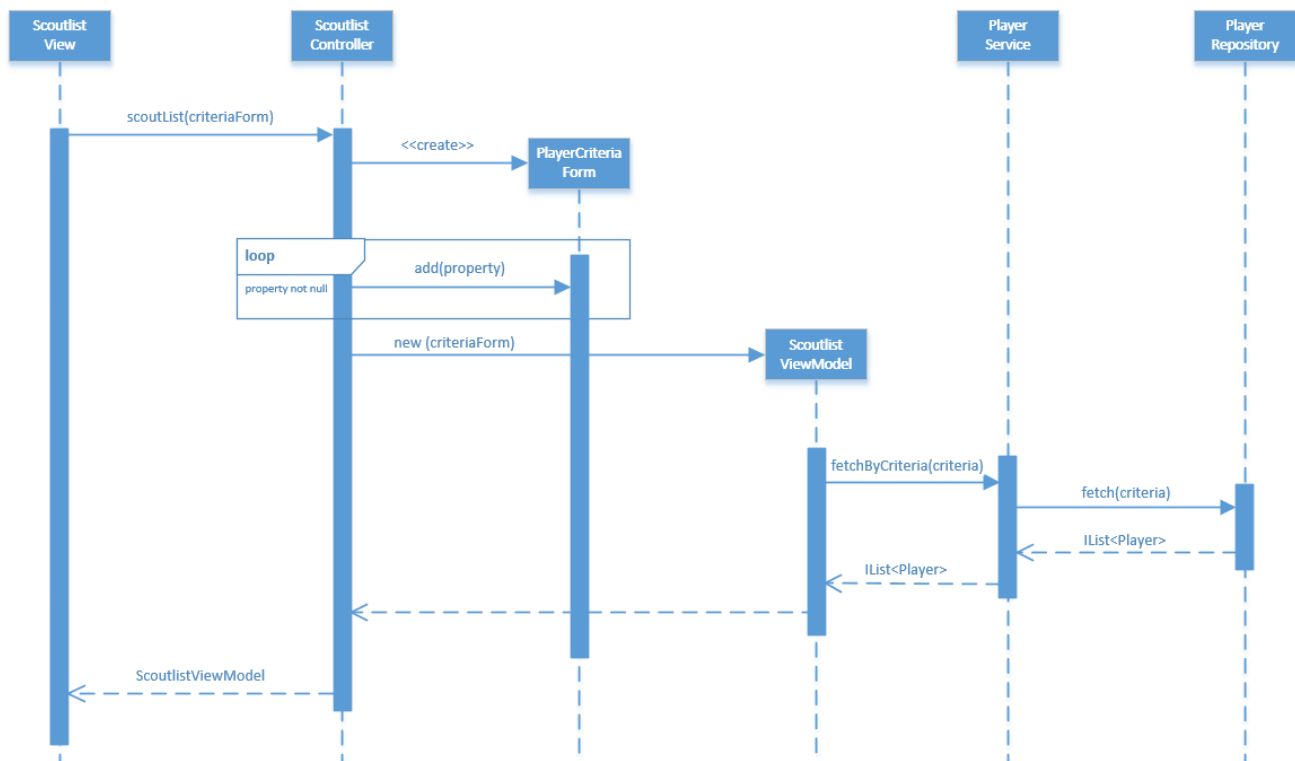 Scoutlist
View
Scoutlist
Controller
Player
Service
Player
Repository
scoutList(criteriaForm)
<<create>>
PlayerCriteria
Form
loop
add(property)
property not null
new (criteriaForm)
Scoutlist
ViewModel
fetchByCriteria(criteria)
fetch(criteria)
IList<Player>
IList<Player>
ScoutlistViewModel